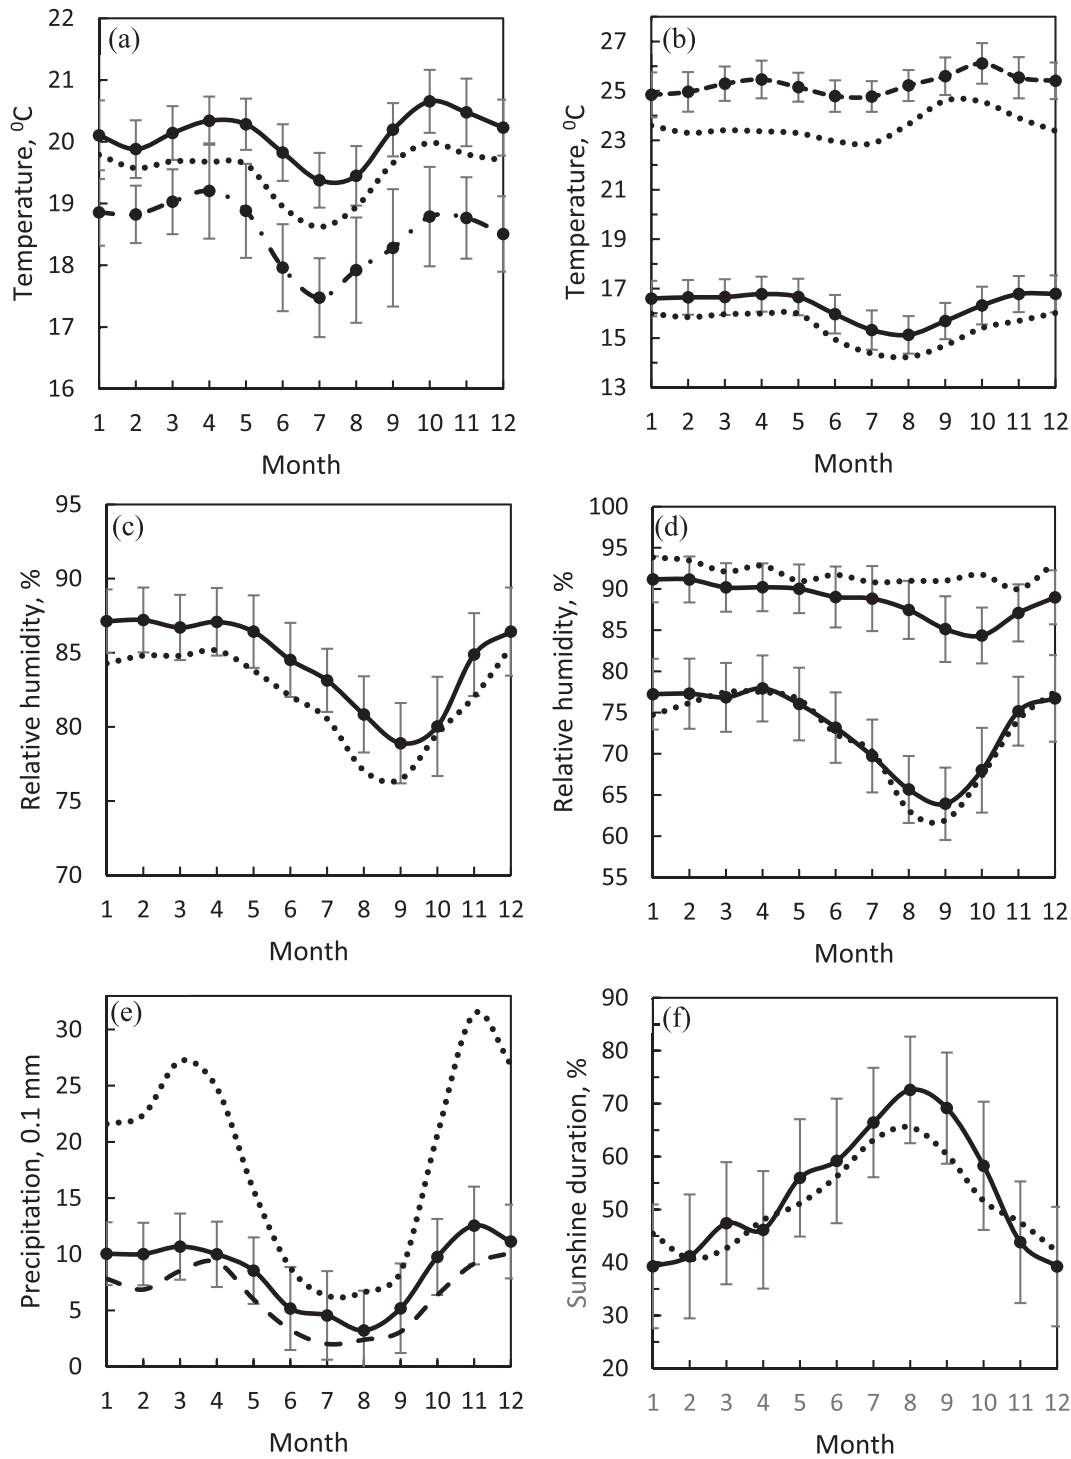 (a)
Temperature, ⁰C
22
21
20
19
18
17
16
1 2 3 4 5 6 7 8 9 10 11 12
Month
(b)
Temperature, ⁰C
27
25
23
21
19
17
15
13
1 2 3 4 5 6 7 8 9 10 11 12
Month
(c)
Relative humidity, %
95
90
85
80
75
70
1 2 3 4 5 6 7 8 9 10 11 12
Month
(d)
Relative humidity, %
100
95
90
85
80
75
70
65
60
55
1 2 3 4 5 6 7 8 9 10 11 12
Month
(e)
Precipitation, 0.1 mm
30
25
20
15
10
5
0
1 2 3 4 5 6 7 8 9 10 11 12
Month
(f)
Sunshine duration, %
90
80
70
60
50
40
30
20
1 2 3 4 5 6 7 8 9 10 11 12
Month